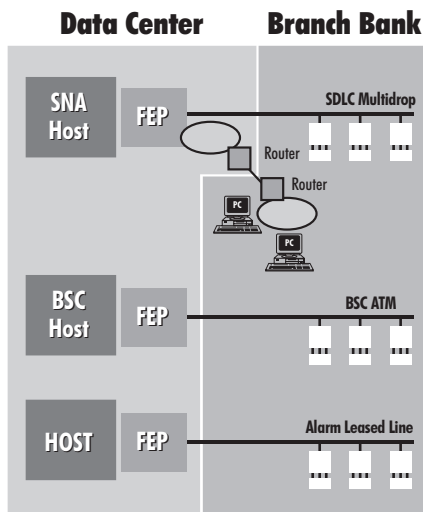 Data Center
Branch Bank
SNA
Host
FEP
SDLC Multidrop
Router
Router
PC
PC
BSC
Host
FEP
BSC ATM
HOST
FEP
Alarm Leased Line